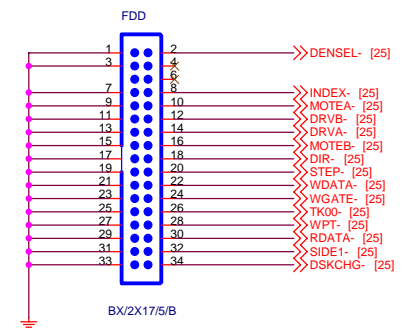 FDD
1 2 DENSEL- [25]
3 4
6
7 8 INDEX- [25]
9 10 MOTEA- [25]
11 12 DRVB- [25]
13 14 DRVA- [25]
15 16 MOTEB- [25]
17 18 DIR- [25]
19 20 STEP- [25]
21 22 WDATA- [25]
23 24 WGATE- [25]
25 26 TK00- [25]
27 28 WPT- [25]
29 30 RDATA- [25]
31 32 SIDE1- [25]
33 34 DSKCHG- [25]
BX/2X17/5/B